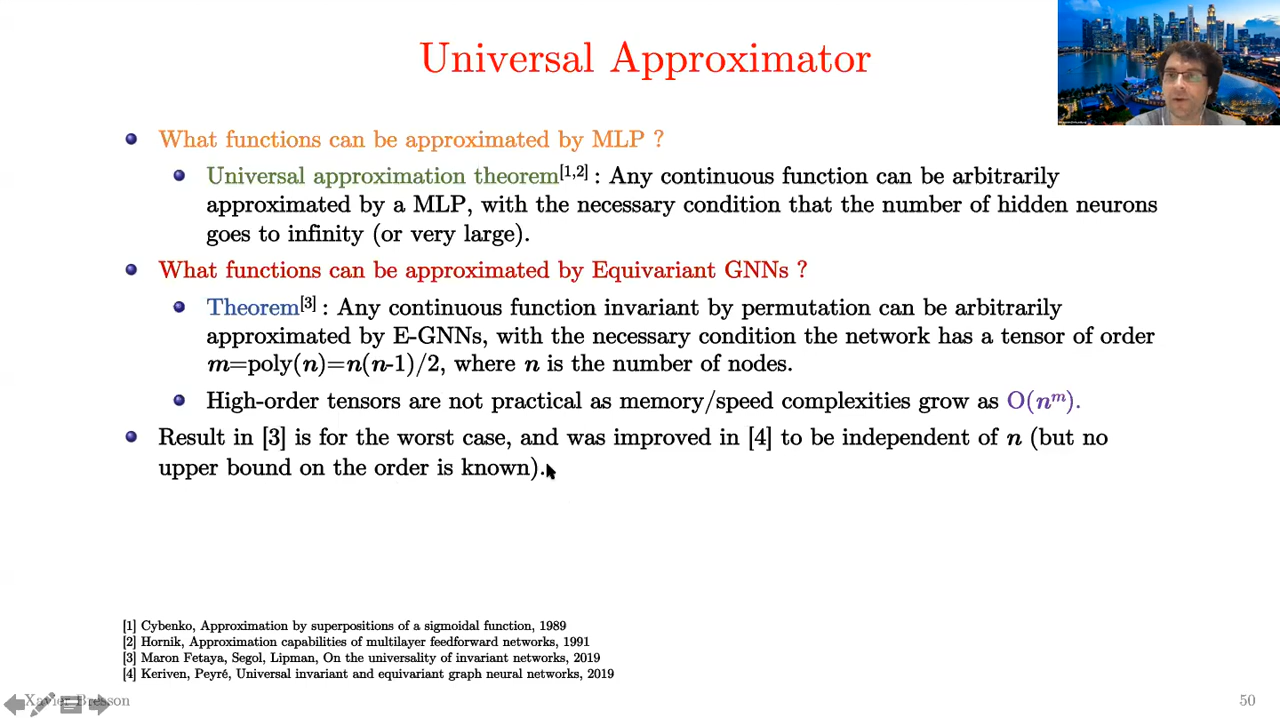 Universal Approximator
What functions can be approximated by MLP ?
Universal approximation theorem[1,2] : Any continuous function can be arbitrarily
approximated by a MLP, with the necessary condition that the number of hidden neurons
goes to infinity (or very large).
What functions can be approximated by Equivariant GNNs ?
Theorem[3] : Any continuous function invariant by permutation can be arbitrarily
approximated by E-GNNs, with the necessary condition the network has a tensor of order
m=poly(n)=n(n-1)/2, where n is the number of nodes.
High-order tensors are not practical as memory/speed complexities grow as O(nᵐ).
Result in [3] is for the worst case, and was improved in [4] to be independent of n (but no
upper bound on the order is known).
[1] Cybenko, Approximation by superpositions of a sigmoidal function, 1989
[2] Hornik, Approximation capabilities of multilayer feedforward networks, 1991
[3] Maron Fetaya, Segol, Lipman, On the universality of invariant networks, 2019
[4] Keriven, Peyré, Universal invariant and equivariant graph neural networks, 2019
Xavier Bresson
50